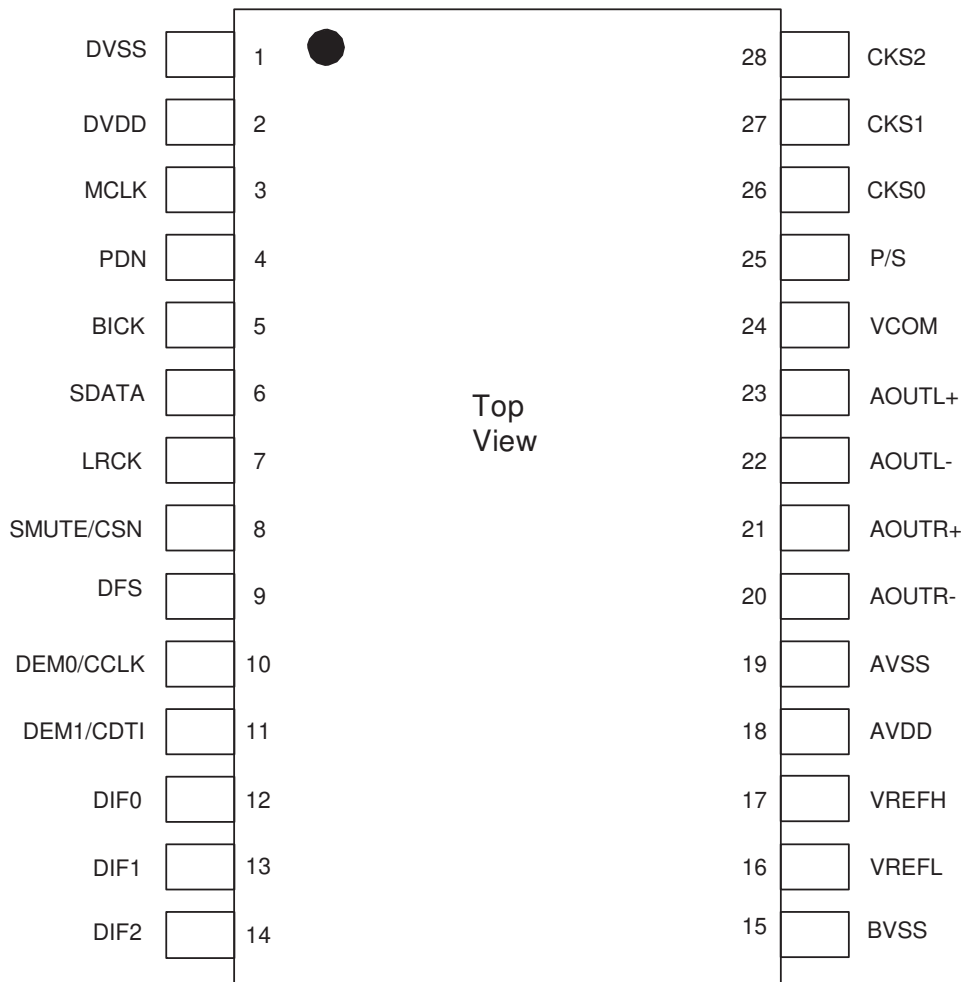 DVSS 1 28 CKS2
DVDD 2 27 CKS1
MCLK 3 26 CKS0
PDN 4 25 P/S
BICK 5 24 VCOM
SDATA 6 23 AOUTL+
Top
View
LRCK 7 22 AOUTL-
SMUTE/CSN 8 21 AOUTR+
DFS 9 20 AOUTR-
DEM0/CCLK 10 19 AVSS
DEM1/CDTI 11 18 AVDD
DIF0 12 17 VREFH
DIF1 13 16 VREFL
DIF2 14 15 BVSS